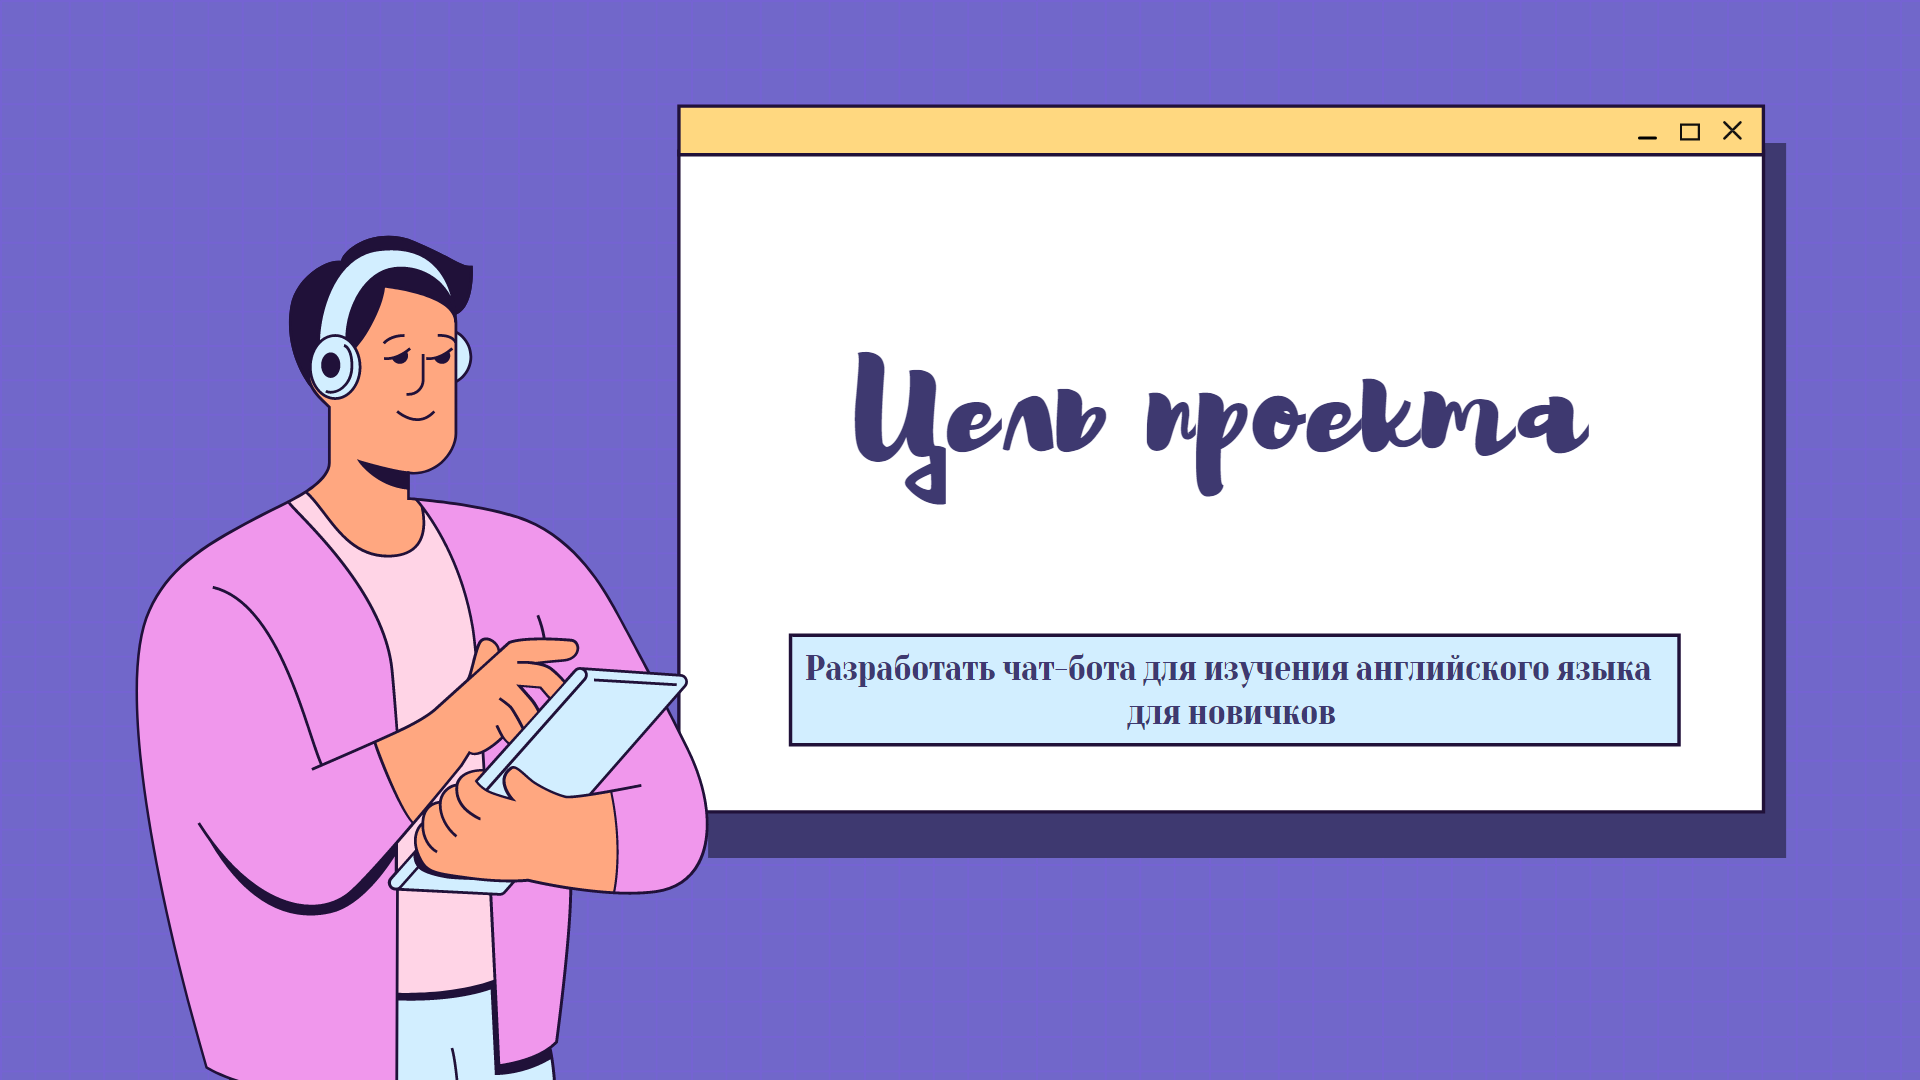 Цель проекта
Разработать чат-бота для изучения английского языка
для новичков